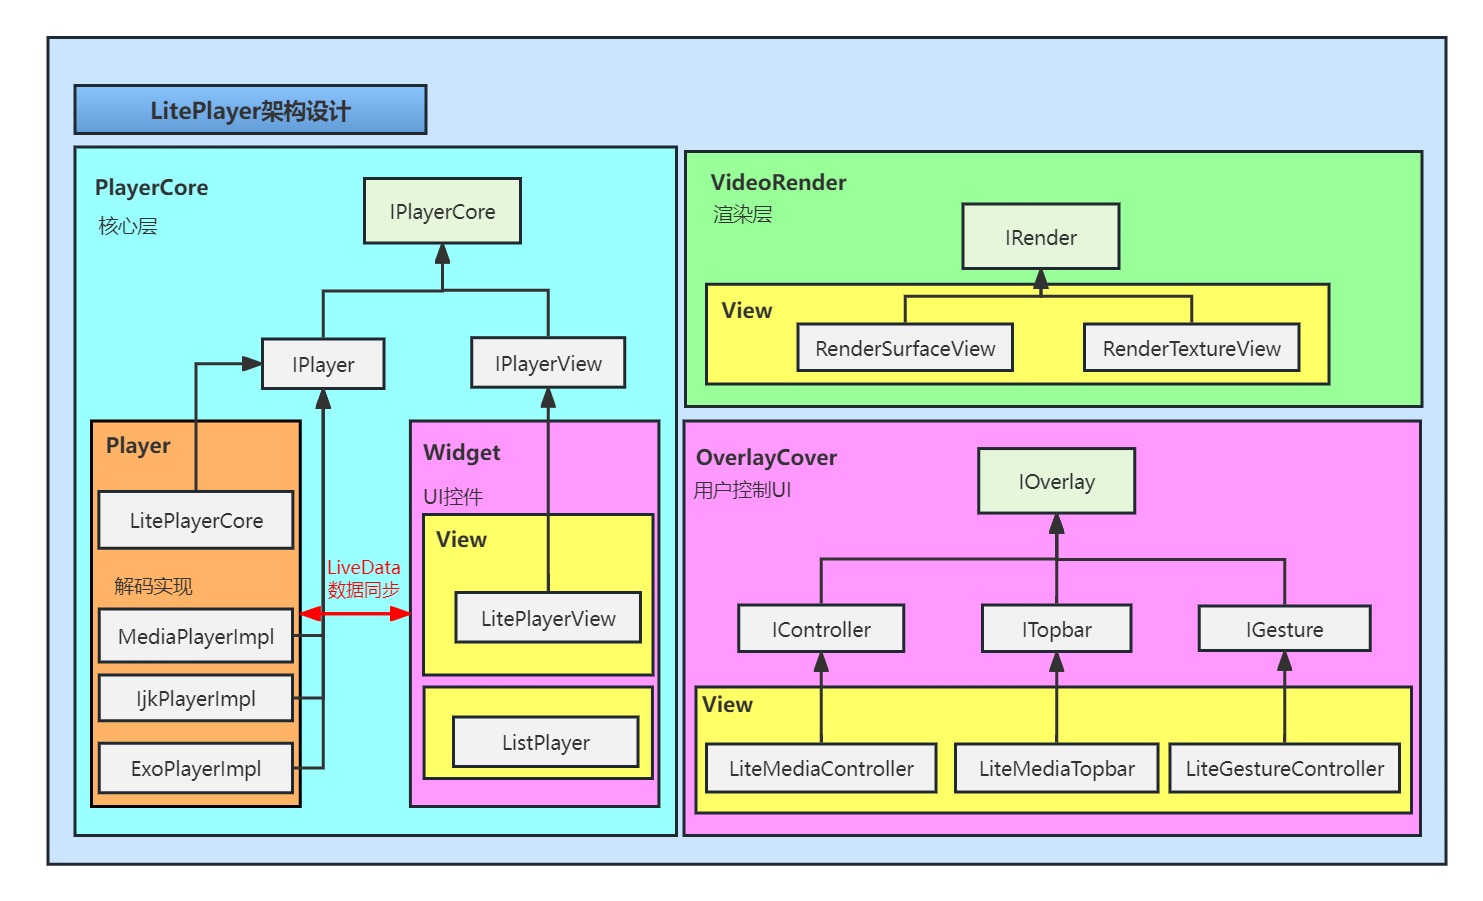 LitePlayer架构设计
PlayerCore
核心层
IPlayerCore
IPlayer
IPlayerView
Player
LitePlayerCore
解码实现
MediaPlayerImpl
IjkPlayerImpl
ExoPlayerImpl
LiveData
数据同步
Widget
UI控件
View
LitePlayerView
ListPlayer
VideoRender
渲染层
IRender
View
RenderSurfaceView
RenderTextureView
OverlayCover
用户控制UI
IOverlay
IController
ITopbar
IGesture
View
LiteMediaController
LiteMediaTopbar
LiteGestureController